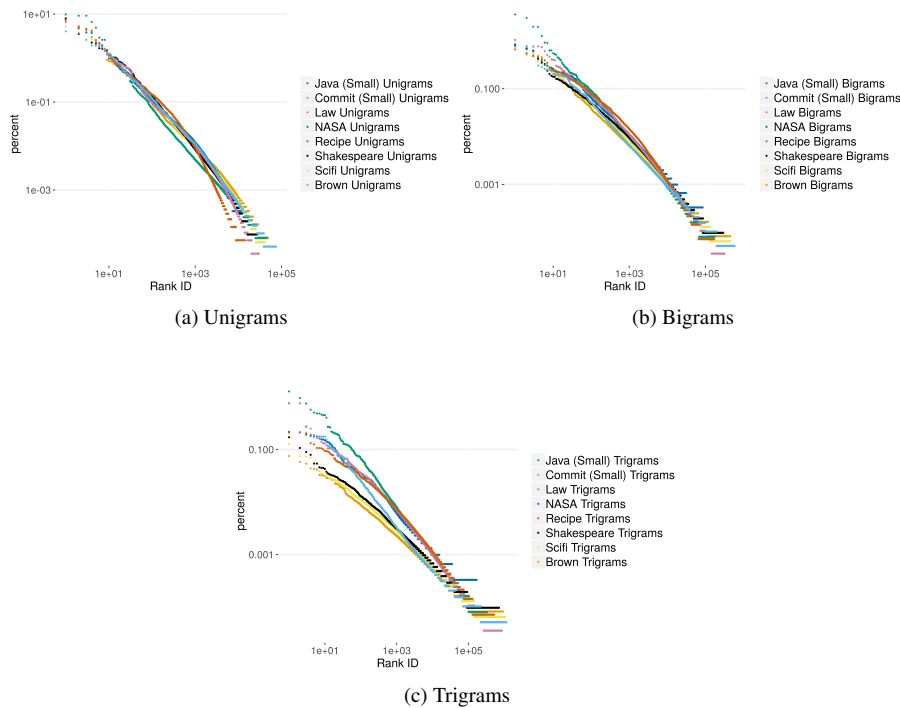 1e+01
1e-01
1e-03
percent
1e+01
1e+03
1e+05
Rank ID
Java (Small) Unigrams
Commit (Small) Unigrams
Law Unigrams
NASA Unigrams
Recipe Unigrams
Shakespeare Unigrams
Scifi Unigrams
Brown Unigrams
(a) Unigrams
0.100
0.001
percent
1e+01
1e+03
1e+05
Rank ID
Java (Small) Bigrams
Commit (Small) Bigrams
Law Bigrams
NASA Bigrams
Recipe Bigrams
Shakespeare Bigrams
Scifi Bigrams
Brown Bigrams
(b) Bigrams
0.100
0.001
percent
1e+01
1e+03
1e+05
Rank ID
Java (Small) Trigrams
Commit (Small) Trigrams
Law Trigrams
NASA Trigrams
Recipe Trigrams
Shakespeare Trigrams
Scifi Trigrams
Brown Trigrams
(c) Trigrams